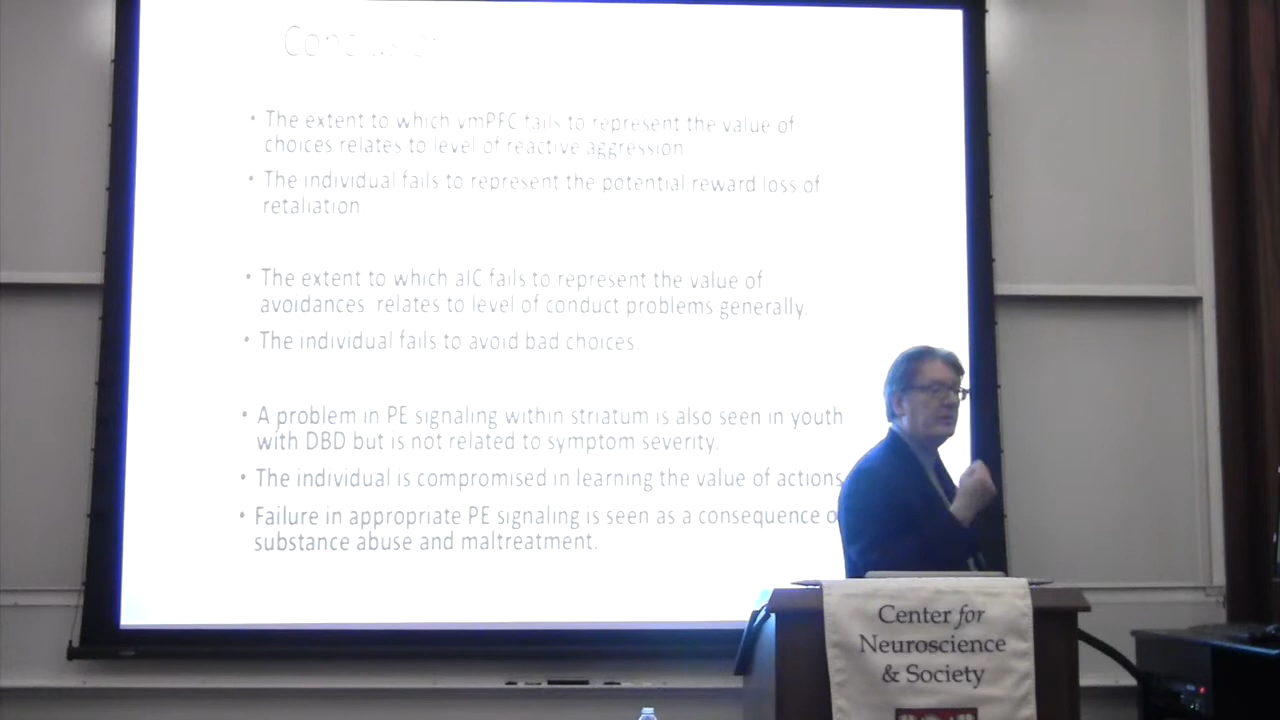 • The extent to which vmPFC fails to represent the value of
choices relates to level of reactive aggression
• The individual fails to represent the potential reward loss of
retaliation
• The extent to which aIC fails to represent the value of
avoidances relates to level of conduct problems generally.
• The individual fails to avoid bad choices.
• A problem in PE signaling within striatum is also seen in youth
with DBD but is not related to symptom severity.
• The individual is compromised in learning the value of actions
• Failure in appropriate PE signaling is seen as a consequence
substance abuse and maltreatment.
Center for
Neuroscience
& Society